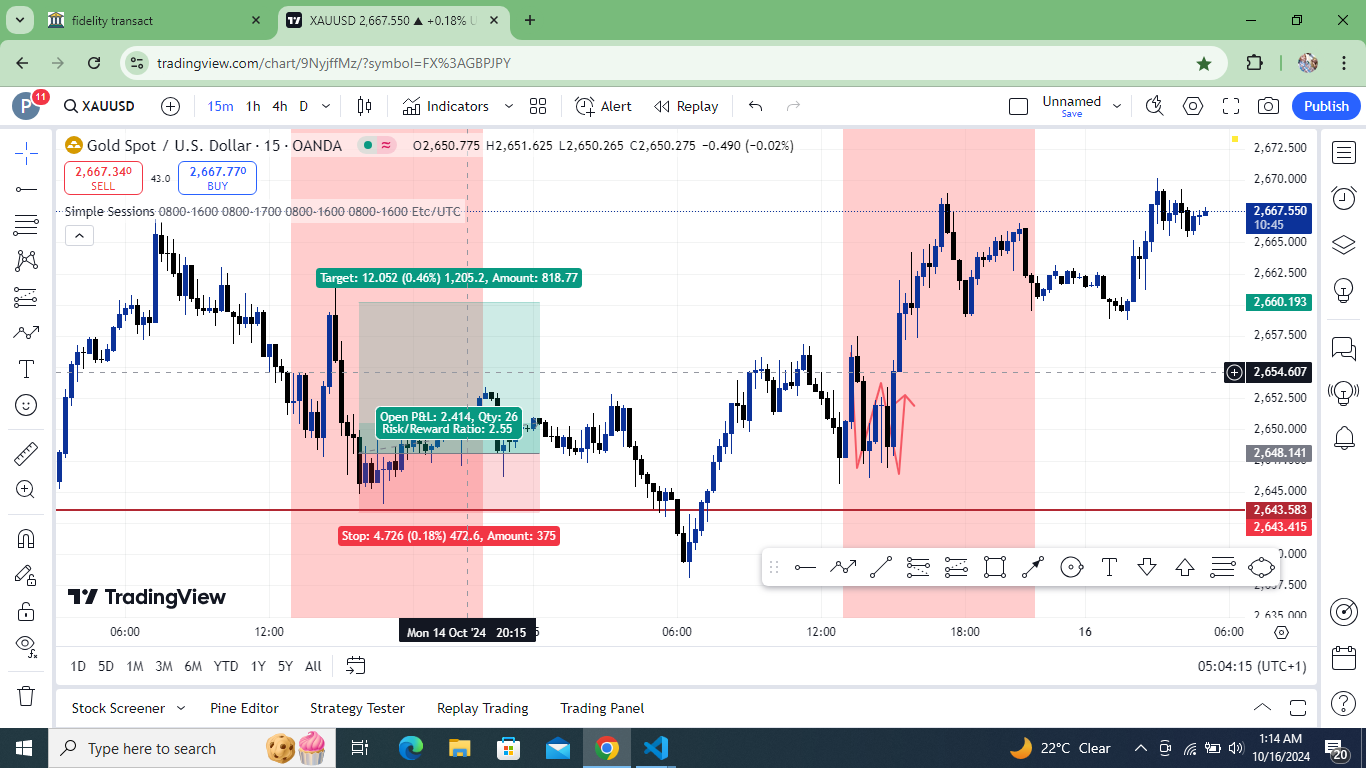 fidelity transact
XAUUSD 2,667.550 ▲ +0.18% U
tradingview.com/chart/9NyjffMz/?symbol=FX%3AGBPJPY
P
11
XAUUSD
15m 1h 4h D
Indicators
Alert
Replay
Unnamed
Save
Publish
Gold Spot / U.S. Dollar · 15 · OANDA
O2,650.775 H2,651.625 L2,650.265 C2,650.275 −0.490 (−0.02%)
2,667.340
SELL
43.0
2,667.770
BUY
Simple Sessions 0800-1600 0800-1700 0800-1600 0800-1600 Etc/UTC
Target: 12.052 (0.46%) 1,205.2, Amount: 818.77
Open P&L: 2.414, Qty: 26
Risk/Reward Ratio: 2.55
Stop: 4.726 (0.18%) 472.6, Amount: 375
2,672.500
2,670.000
2,667.550
10:45
2,665.000
2,662.500
2,660.193
2,657.500
2,654.607
2,652.500
2,650.000
2,648.141
2,645.000
2,643.583
2,643.415
2,635.000
TradingView
06:00
12:00
Mon 14 Oct '24 20:15
06:00
12:00
18:00
16
06:00
1D 5D 1M 3M 6M YTD 1Y 5Y All
05:04:15 (UTC+1)
Stock Screener
Pine Editor
Strategy Tester
Replay Trading
Trading Panel
Type here to search
22°C Clear
1:14 AM
10/16/2024
20